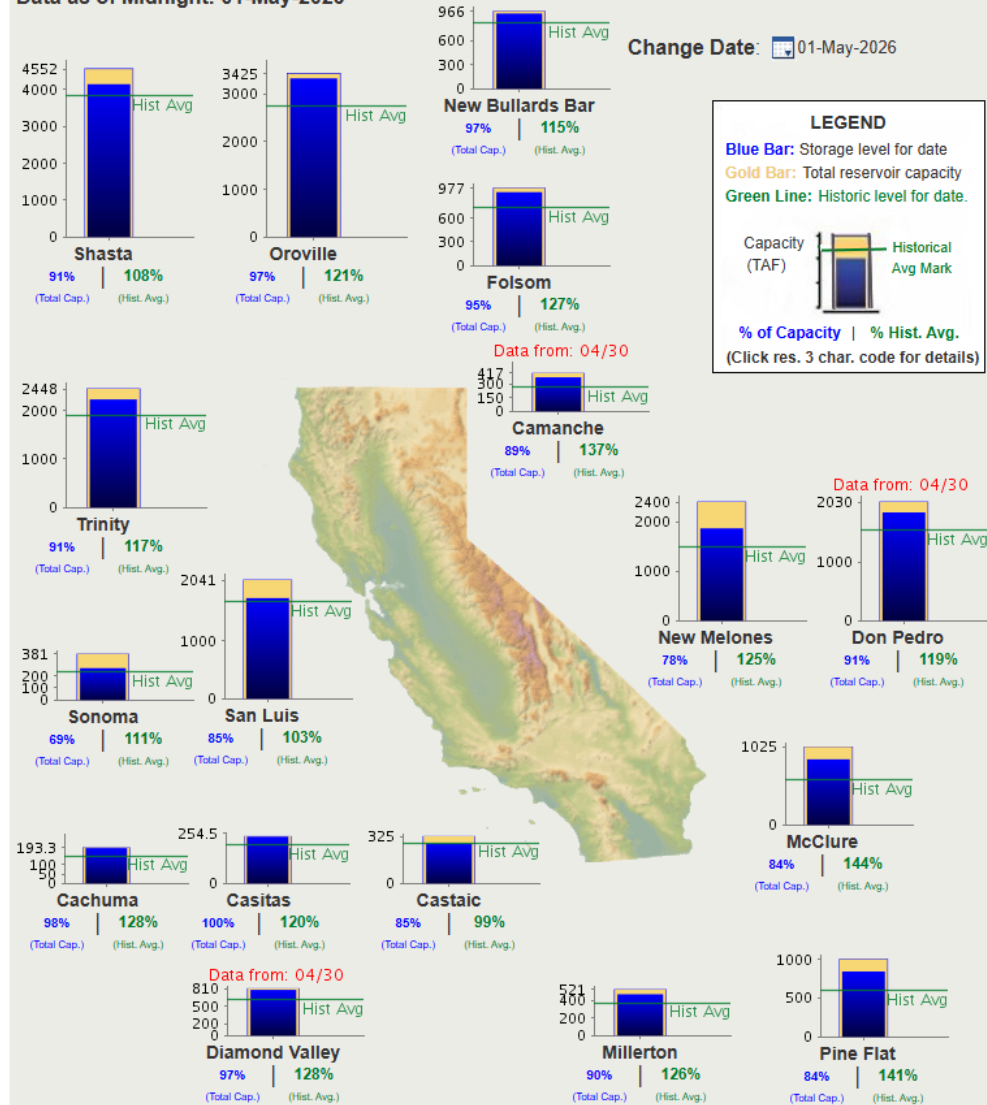 Data as of Midnight: 01-May-2026
Change Date: 01-May-2026
966
600
300
0
Hist Avg
New Bullards Bar
97% | 115%
(Total Cap.) (Hist. Avg.)
4552
4000
3000
2000
1000
0
Hist Avg
Shasta
91% | 108%
(Total Cap.) (Hist. Avg.)
3425
3000
2000
1000
0
Hist Avg
Oroville
97% | 121%
(Total Cap.) (Hist. Avg.)
977
600
300
0
Hist Avg
Folsom
95% | 127%
(Total Cap.) (Hist. Avg.)
LEGEND
Blue Bar: Storage level for date
Gold Bar: Total reservoir capacity
Green Line: Historic level for date.
Capacity
(TAF)
Historical
Avg Mark
% of Capacity | % Hist. Avg.
(Click res. 3 char. code for details)
Data from: 04/30
417
300
150
0
Hist Avg
Camanche
89% | 137%
(Total Cap.) (Hist. Avg.)
2448
2000
1000
0
Hist Avg
Trinity
91% | 117%
(Total Cap.) (Hist. Avg.)
2400
2000
1000
0
Hist Avg
New Melones
78% | 125%
(Total Cap.) (Hist. Avg.)
Data from: 04/30
2030
1000
0
Hist Avg
Don Pedro
91% | 119%
(Total Cap.) (Hist. Avg.)
381
200
100
0
Hist Avg
Sonoma
69% | 111%
(Total Cap.) (Hist. Avg.)
2041
1000
0
Hist Avg
San Luis
85% | 103%
(Total Cap.) (Hist. Avg.)
1025
0
Hist Avg
McClure
84% | 144%
(Total Cap.) (Hist. Avg.)
193.3
100
50
0
Hist Avg
Cachuma
98% | 128%
(Total Cap.) (Hist. Avg.)
254.5
0
Hist Avg
Casitas
100% | 120%
(Total Cap.) (Hist. Avg.)
325
0
Hist Avg
Castaic
85% | 99%
(Total Cap.) (Hist. Avg.)
Data from: 04/30
810
500
200
0
Hist Avg
Diamond Valley
97% | 128%
(Total Cap.) (Hist. Avg.)
521
400
200
0
Hist Avg
Millerton
90% | 126%
(Total Cap.) (Hist. Avg.)
1000
500
0
Hist Avg
Pine Flat
84% | 141%
(Total Cap.) (Hist. Avg.)